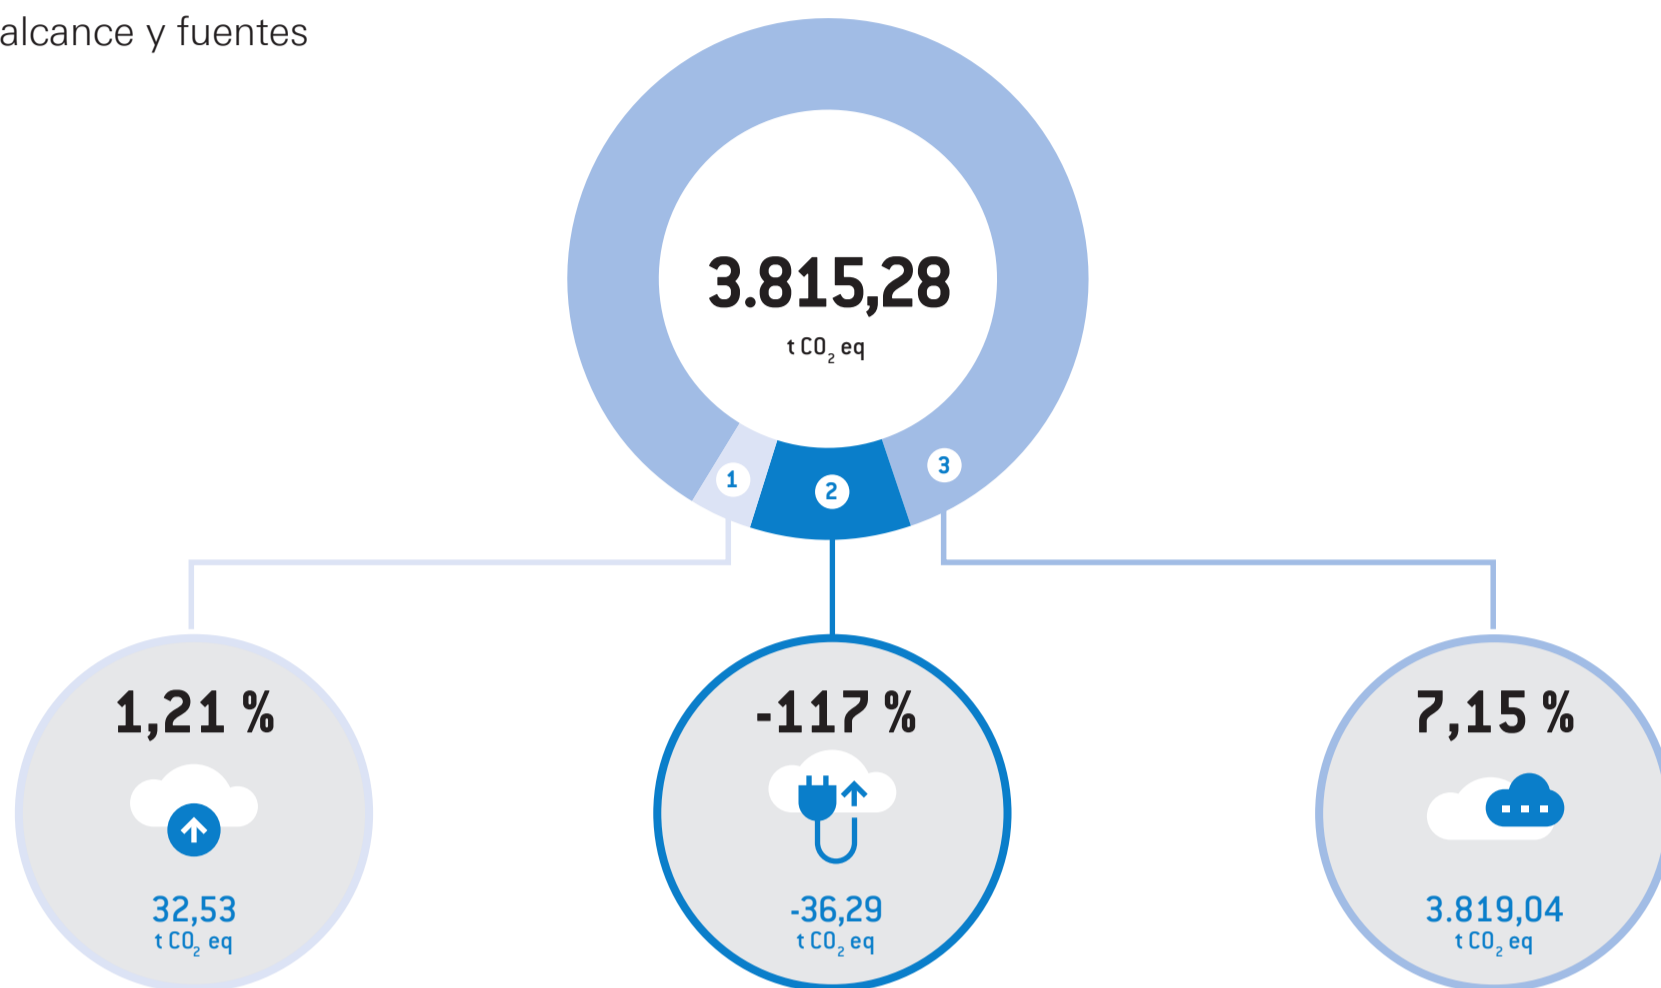 alcance y fuentes
3.815,28
t CO₂ eq
1
2
3
1,21 %
32,53
t CO₂ eq
-117 %
-36,29
t CO₂ eq
7,15 %
3.819,04
t CO₂ eq